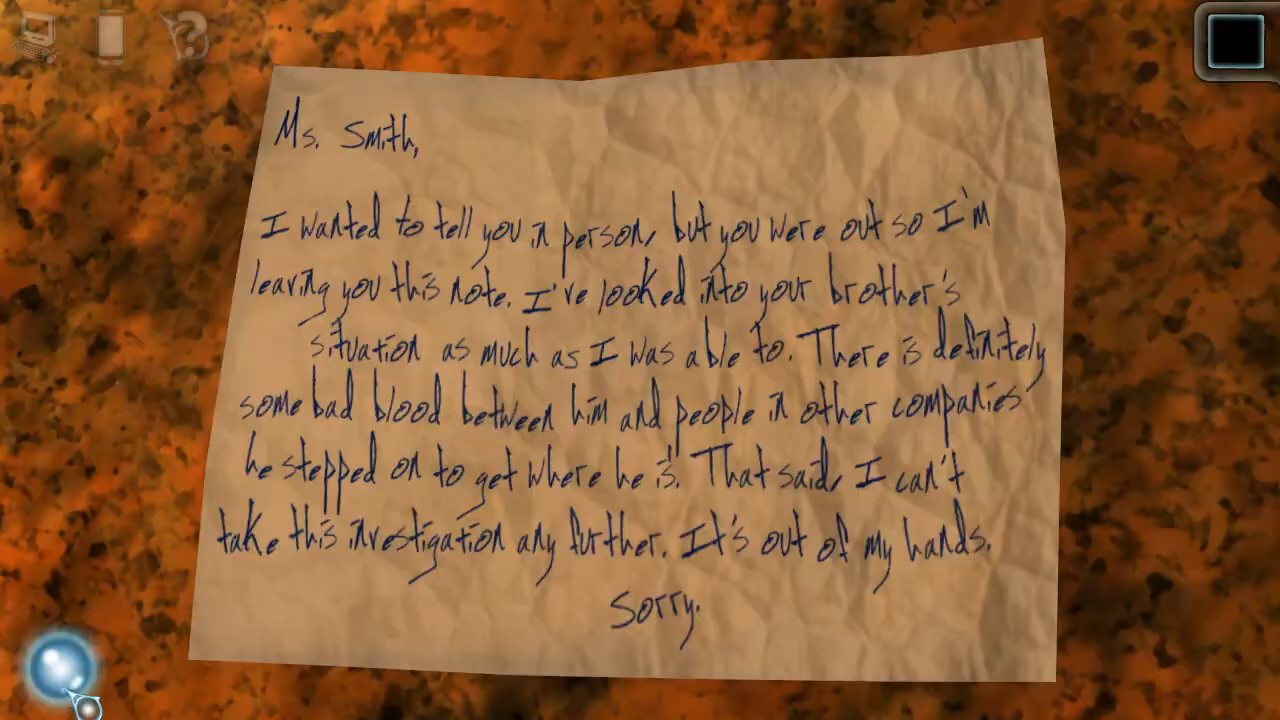 Ms. Smith,
I wanted to tell you in person, but you were out so I'm
leaving you this note. I've looked into your brother's
situation as much as I was able to. There is definitely
some bad blood between him and people in other companies
he stepped on to get where he is. That said, I can't
take this investigation any further. It's out of my hands.
Sorry.